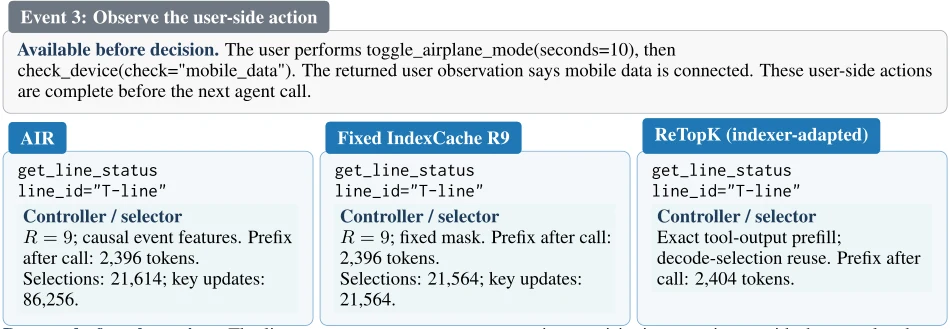 Event 3: Observe the user-side action
Available before decision. The user performs toggle_airplane_mode(seconds=10), then
check_device(check="mobile_data"). The returned user observation says mobile data is connected. These user-side actions
are complete before the next agent call.
AIR
get_line_status
line_id="T-line"
Controller / selector
R = 9; causal event features. Prefix
after call: 2,396 tokens.
Selections: 21,614; key updates:
86,256.
Fixed IndexCache R9
get_line_status
line_id="T-line"
Controller / selector
R = 9; fixed mask. Prefix after call:
2,396 tokens.
Selections: 21,564; key updates:
21,564.
ReTopK (indexer-adapted)
get_line_status
line_id="T-line"
Controller / selector
Exact tool-output prefill;
decode-selection reuse. Prefix after
call: 2,404 tokens.